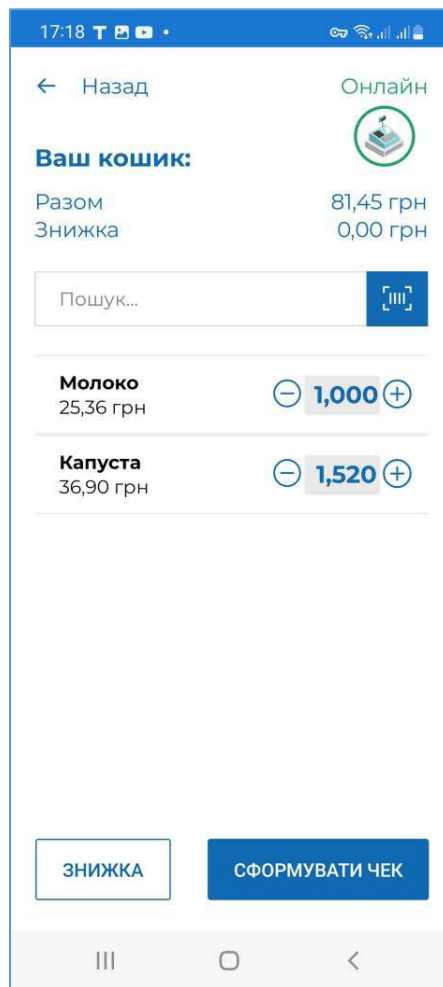 17:18
← Назад
Онлайн
Ваш кошик:
Разом 81,45 грн
Знижка 0,00 грн
Пошук...
Молоко
25,36 грн
1,000
Капуста
36,90 грн
1,520
ЗНИЖКА
СФОРМУВАТИ ЧЕК